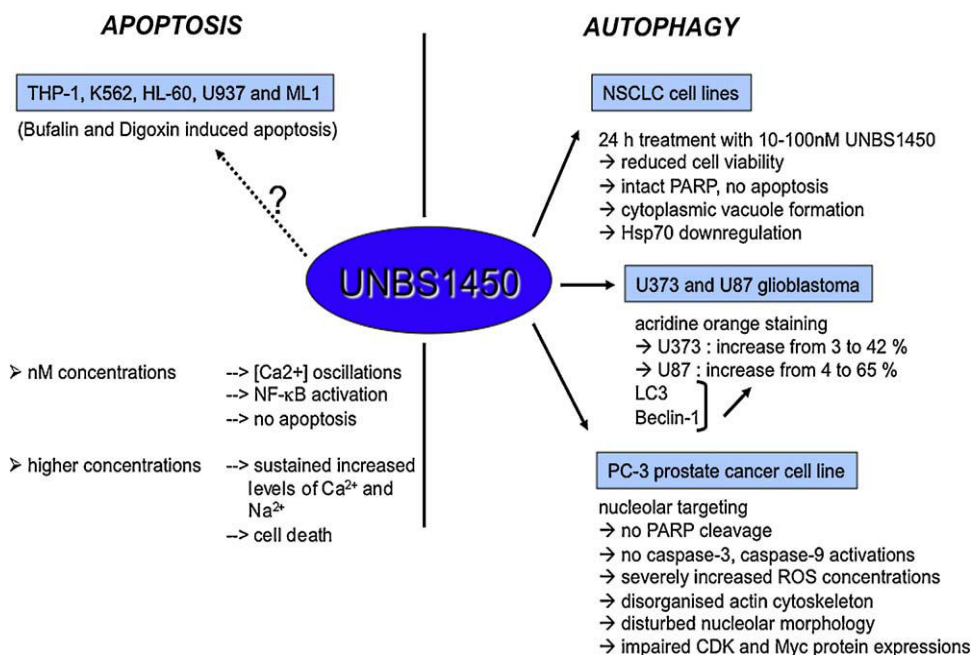 APOPTOSIS
THP-1, K562, HL-60, U937 and ML1
(Bufalin and Digoxin induced apoptosis)
?
UNBS1450
➢ nM concentrations --> [Ca2+] oscillations
--> NF-κB activation
--> no apoptosis
➢ higher concentrations --> sustained increased
levels of Ca²⁺ and
Na²⁺
--> cell death
AUTOPHAGY
NSCLC cell lines
24 h treatment with 10-100nM UNBS1450
→ reduced cell viability
→ intact PARP, no apoptosis
→ cytoplasmic vacuole formation
→ Hsp70 downregulation
U373 and U87 glioblastoma
acridine orange staining
→ U373 : increase from 3 to 42 %
→ U87 : increase from 4 to 65 %
LC3
Beclin-1
PC-3 prostate cancer cell line
nucleolar targeting
→ no PARP cleavage
→ no caspase-3, caspase-9 activations
→ severely increased ROS concentrations
→ disorganised actin cytoskeleton
→ disturbed nucleolar morphology
→ impaired CDK and Myc protein expressions